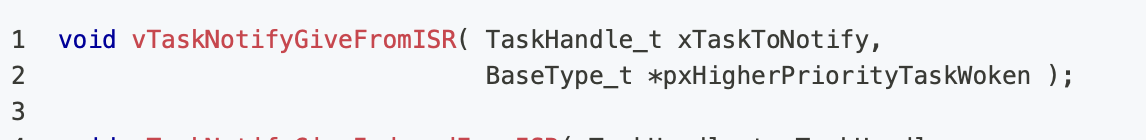 1 void vTaskNotifyGiveFromISR( TaskHandle_t xTaskToNotify,
2 BaseType_t *pxHigherPriorityTaskWoken );
3